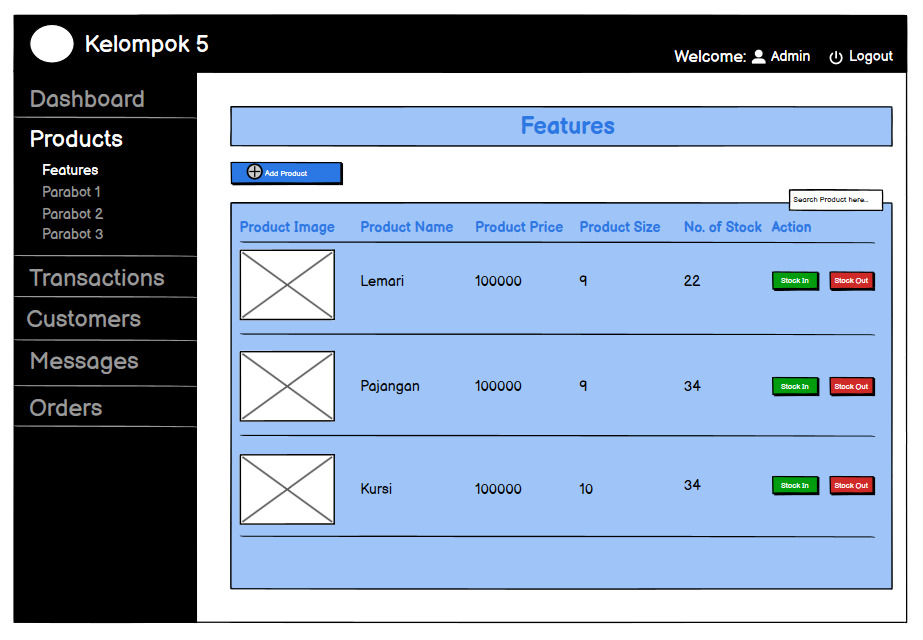 Kelompok 5
Welcome: Admin Logout
Dashboard
Products
Features
Parabot 1
Parabot 2
Parabot 3
Transactions
Customers
Messages
Orders
Features
Add Product
Search Product here...
Product Image Product Name Product Price Product Size No. of Stock Action
Lemari 100000 9 22 Stock In Stock Out
Pajangan 100000 9 34 Stock In Stock Out
Kursi 100000 10 34 Stock In Stock Out